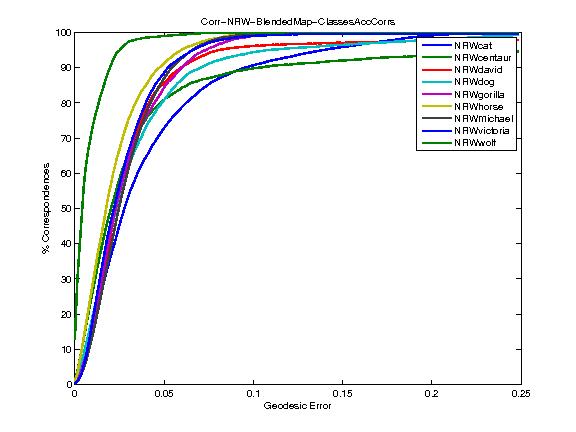 Corr-NRW-BlendedMap-ClassesAccCorrs
% Correspondences
100
90
80
70
60
50
40
30
20
10
0
0 0.05 0.1 0.15 0.2 0.25
Geodesic Error
NRWcat
NRWcentaur
NRWdavid
NRWdog
NRWgorilla
NRWhorse
NRWmichael
NRWvictoria
NRWwolf